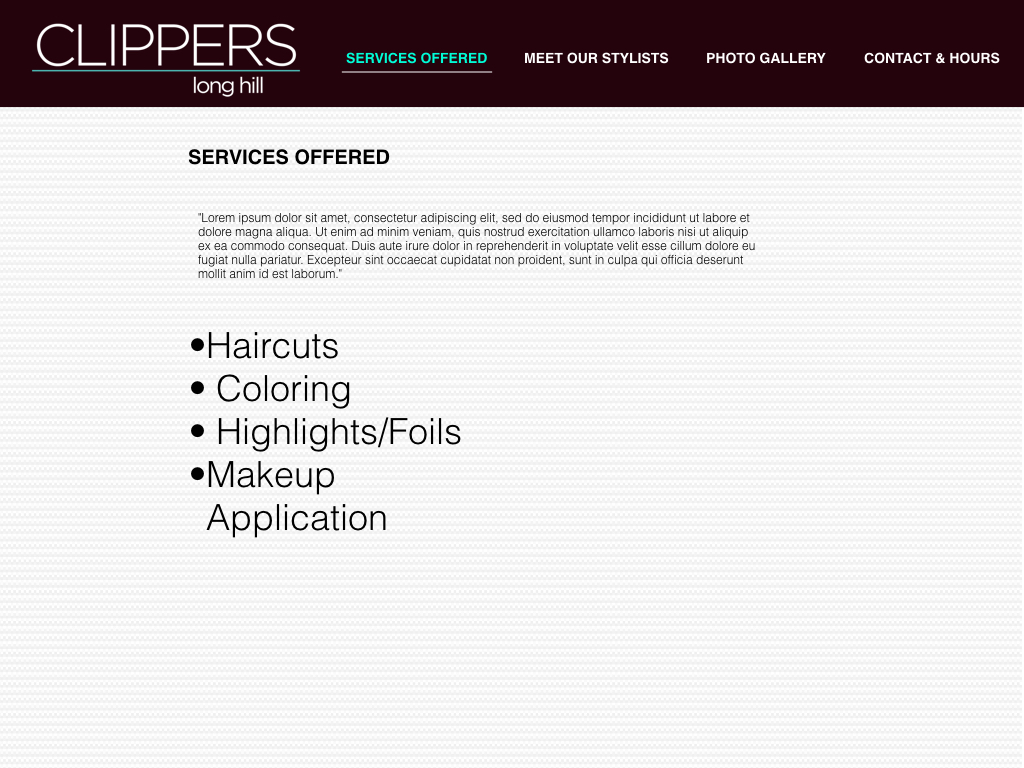 CLIPPERS
long hill
SERVICES OFFERED
MEET OUR STYLISTS
PHOTO GALLERY
CONTACT & HOURS
SERVICES OFFERED
"Lorem ipsum dolor sit amet, consectetur adipiscing elit, sed do eiusmod tempor incididunt ut labore et
dolore magna aliqua. Ut enim ad minim veniam, quis nostrud exercitation ullamco laboris nisi ut aliquip
ex ea commodo consequat. Duis aute irure dolor in reprehenderit in voluptate velit esse cillum dolore eu
fugiat nulla pariatur. Excepteur sint occaecat cupidatat non proident, sunt in culpa qui officia deserunt
mollit anim id est laborum."
•Haircuts
• Coloring
• Highlights/Foils
•Makeup
Application